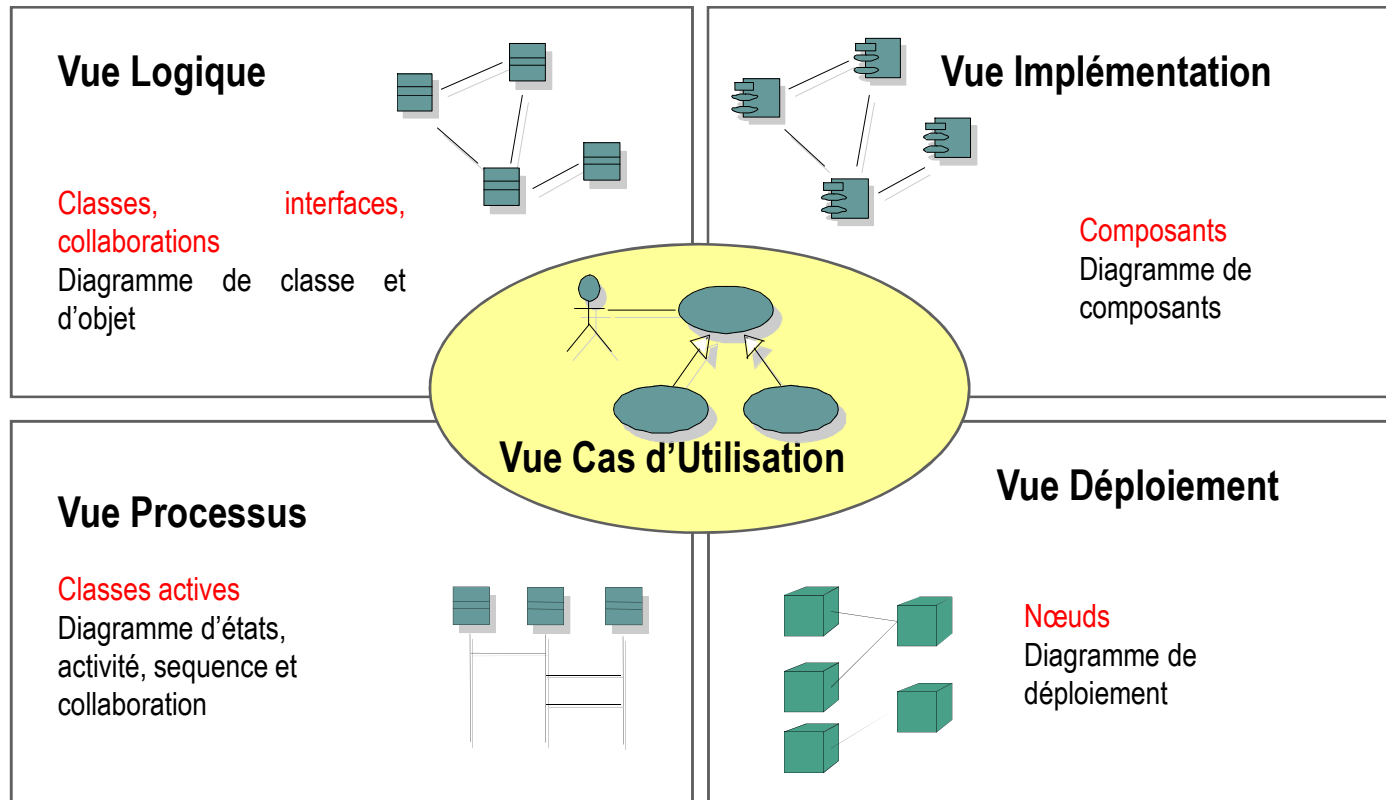 Vue Logique
Classes, interfaces,
collaborations
Diagramme de classe et
d’objet
Vue Implémentation
Composants
Diagramme de
composants
Vue Cas d’Utilisation
Vue Processus
Classes actives
Diagramme d’états,
activité, sequence et
collaboration
Vue Déploiement
Nœuds
Diagramme de
déploiement